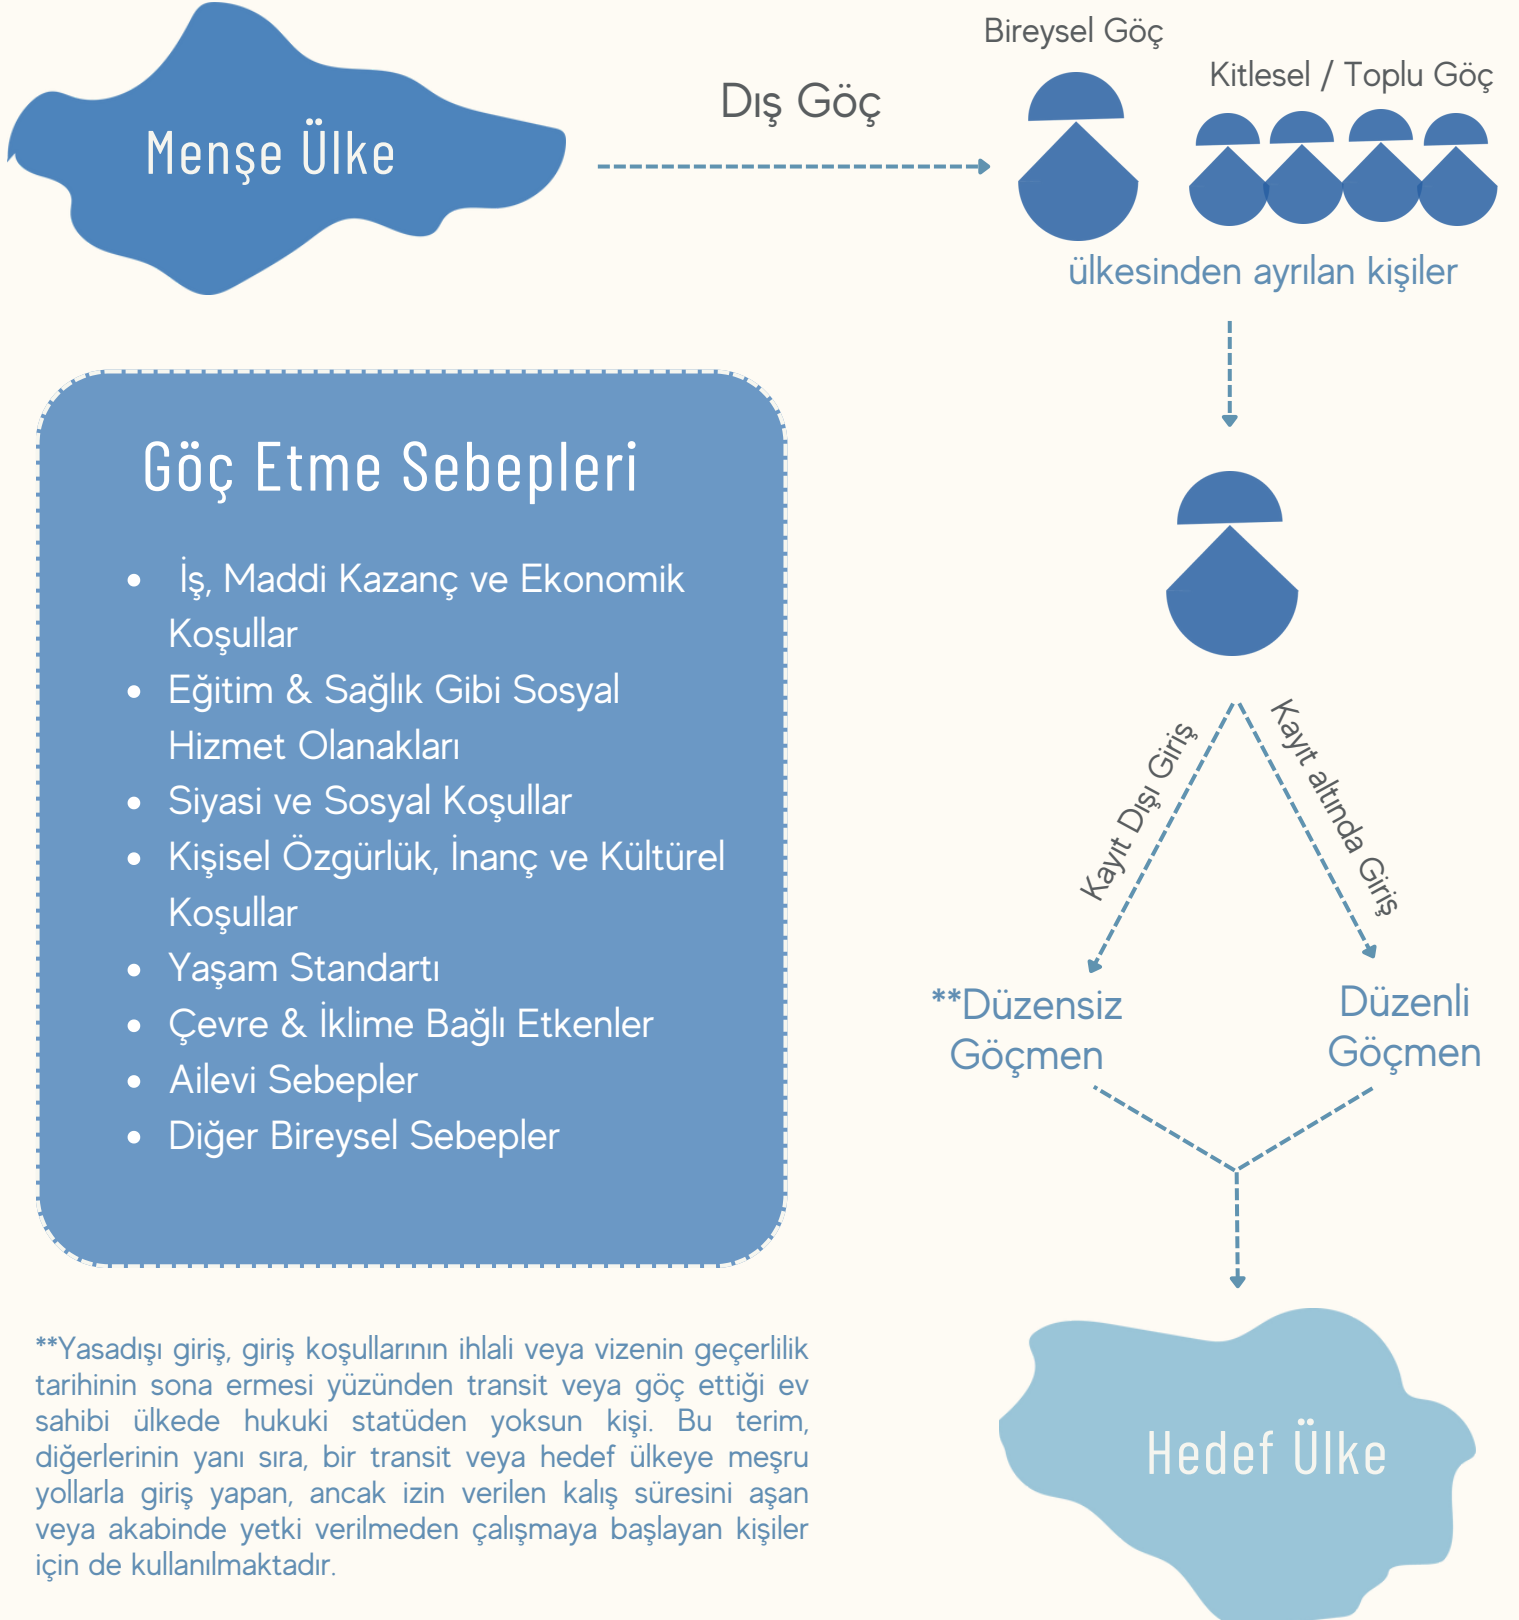 Menşe Ülke
Dış Göç
Bireysel Göç
Kitlesel / Toplu Göç
ülkesinden ayrılan kişiler
Göç Etme Sebepleri
• İş, Maddi Kazanç ve Ekonomik
Koşullar
• Eğitim & Sağlık Gibi Sosyal
Hizmet Olanakları
• Siyasi ve Sosyal Koşullar
• Kişisel Özgürlük, İnanç ve Kültürel
Koşullar
• Yaşam Standartı
• Çevre & İklime Bağlı Etkenler
• Ailevi Sebepler
• Diğer Bireysel Sebepler
Kayıt Dışı Giriş
Kayıt altında Giriş
**Düzensiz
Göçmen
Düzenli
Göçmen
**Yasadışı giriş, giriş koşullarının ihlali veya vizenin geçerlilik
tarihinin sona ermesi yüzünden transit veya göç ettiği ev
sahibi ülkede hukuki statüden yoksun kişi. Bu terim,
diğerlerinin yanı sıra, bir transit veya hedef ülkeye meşru
yollarla giriş yapan, ancak izin verilen kalış süresini aşan
veya akabinde yetki verilmeden çalışmaya başlayan kişiler
için de kullanılmaktadır.
Hedef Ülke